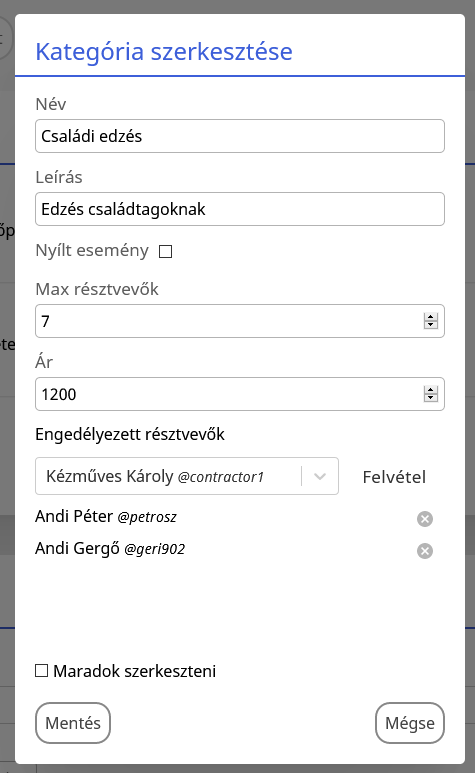 Kategória szerkesztése
Név
Családi edzés
Leírás
Edzés családtagoknak
Nyílt esemény
Max résztvevők
7
Ár
1200
Engedélyezett résztvevők
Kézműves Károly @contractor1
Felvétel
Andi Péter @petrosz
Andi Gergő @geri902
Maradok szerkeszteni
Mentés
Mégse